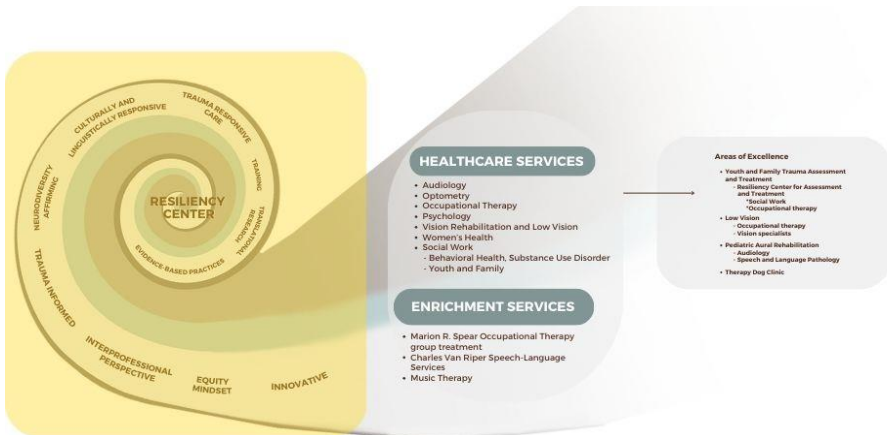 CULTURALLY AND
LINGUISTICALLY RESPONSIVE
TRAUMA RESPONSIVE
CARE
NEURODIVERSITY
AFFIRMING
TRAINING
RESILIENCY
CENTER
TRANSLATIONAL
RESEARCH
EVIDENCE-BASED PRACTICES
TRAUMA INFORMED
INTERPROFESSIONAL
PERSPECTIVE
EQUITY
MINDSET
INNOVATIVE
HEALTHCARE SERVICES
• Audiology
• Optometry
• Occupational Therapy
• Psychology
• Vision Rehabilitation and Low Vision
• Women's Health
• Social Work
- Behavioral Health, Substance Use Disorder
- Youth and Family
ENRICHMENT SERVICES
• Marion R. Spear Occupational Therapy
group treatment
• Charles Van Riper Speech-Language
Services
• Music Therapy
Areas of Excellence
• Youth and Family Trauma Assessment
and Treatment
- Resiliency Center for Assessment
and Treatment
*Social Work
*Occupational therapy
• Low Vision
- Occupational therapy
- Vision specialists
• Pediatric Aural Rehabilitation
- Audiology
- Speech and Language Pathology
• Therapy Dog Clinic